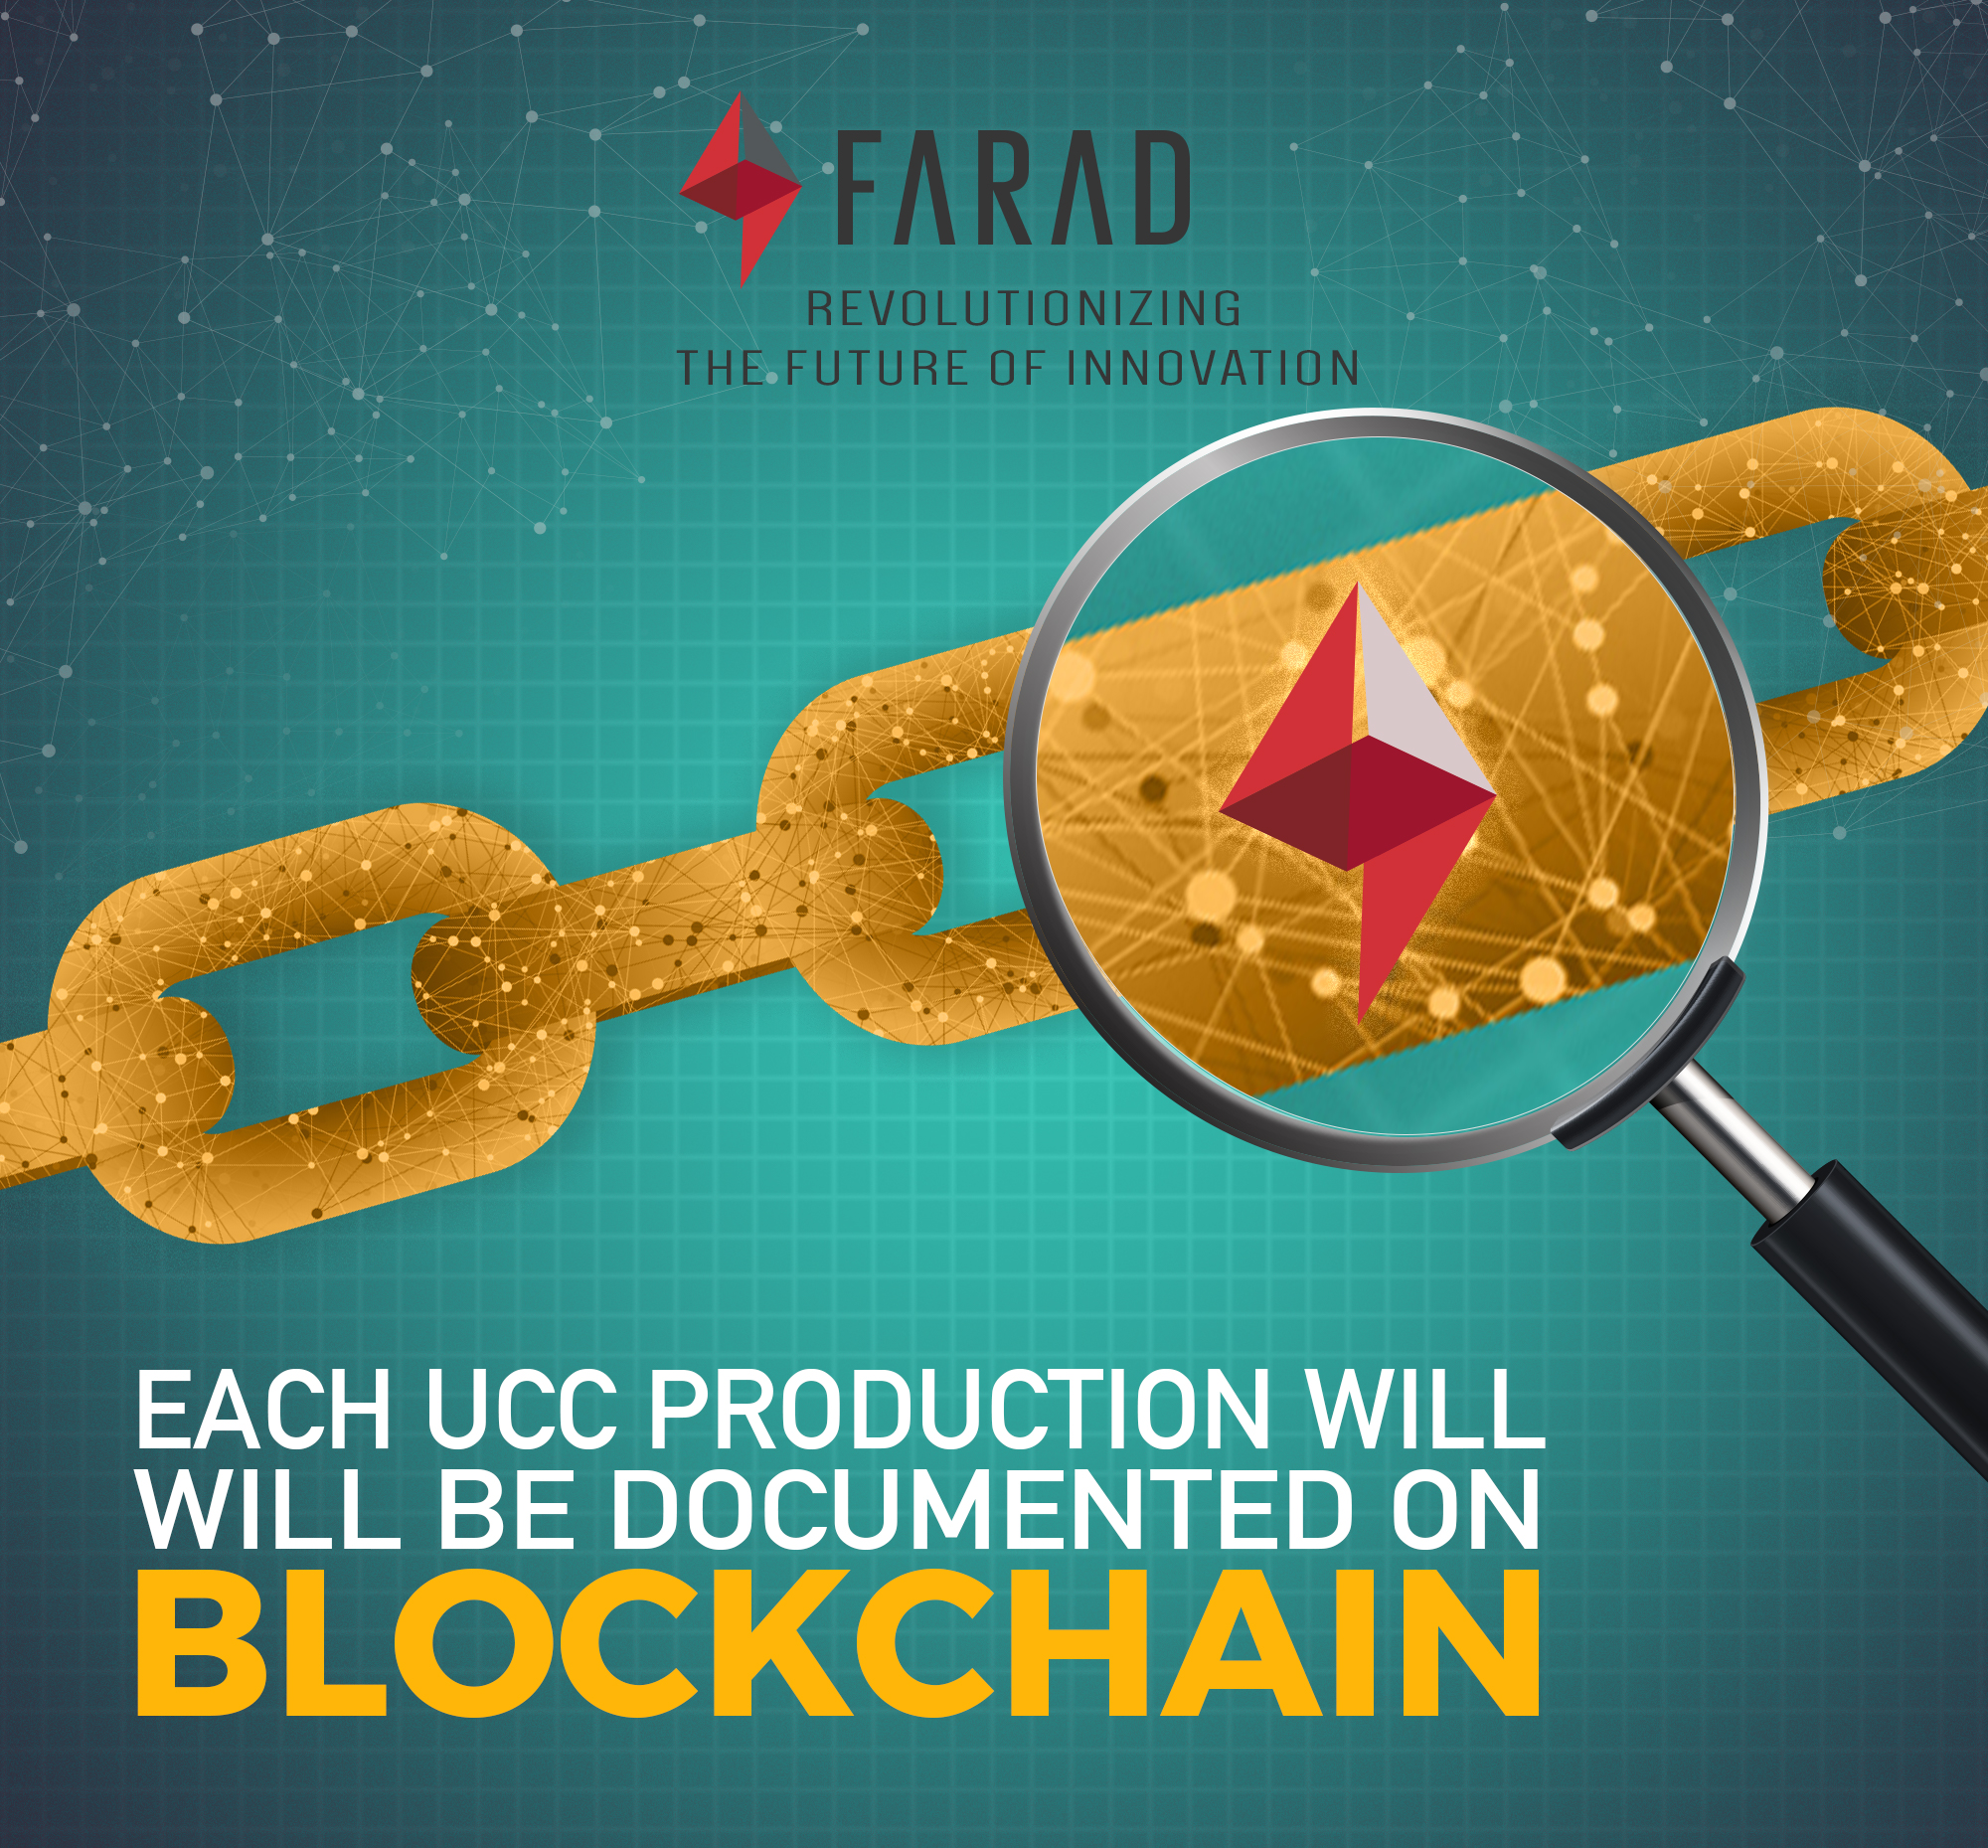 FARAD
REVOLUTIONIZING
THE FUTURE OF INNOVATION
EACH UCC PRODUCTION WILL
WILL BE DOCUMENTED ON
BLOCKCHAIN